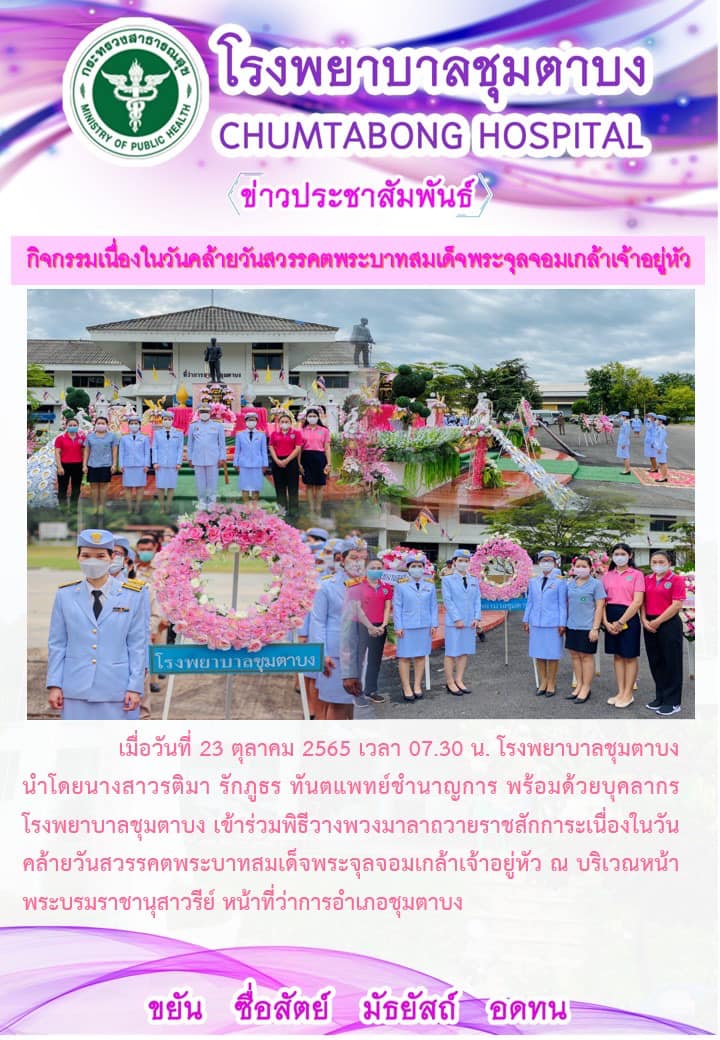 กระทรวงสาธารณสุข
MINISTRY OF PUBLIC HEALTH
โรงพยาบาลชุมตาบง
CHUMTABONG HOSPITAL
ข่าวประชาสัมพันธ์
กิจกรรมเนื่องในวันคล้ายวันสวรรคตพระบาทสมเด็จพระจุลจอมเกล้าเจ้าอยู่หัว
ที่ว่าการอำเภอชุมตาบง
โรงพยาบาลชุมตาบง
เมื่อวันที่ 23 ตุลาคม 2565 เวลา 07.30 น. โรงพยาบาลชุมตาบง
นำโดยนางสาวรติมา รักภูธร ทันตแพทย์ชำนาญการ พร้อมด้วยบุคลากร
โรงพยาบาลชุมตาบง เข้าร่วมพิธีวางพวงมาลาถวายราชสักการะเนื่องในวัน
คล้ายวันสวรรคตพระบาทสมเด็จพระจุลจอมเกล้าเจ้าอยู่หัว ณ บริเวณหน้า
พระบรมราชานุสาวรีย์ หน้าที่ว่าการอำเภอชุมตาบง
ขยัน ซื่อสัตย์ มัธยัสถ์ อดทน